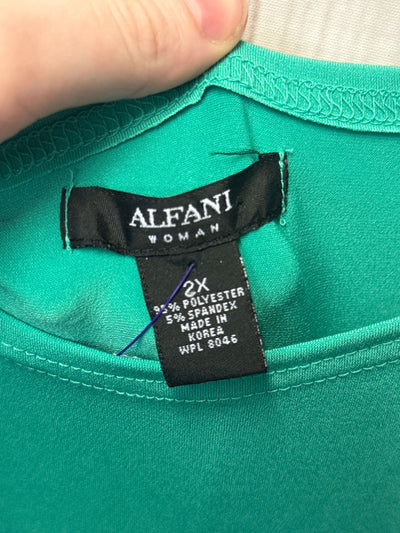 ALFANI
WOMAN
2X
95% POLYESTER
5% SPANDEX
MADE IN
KOREA
WPL 8046